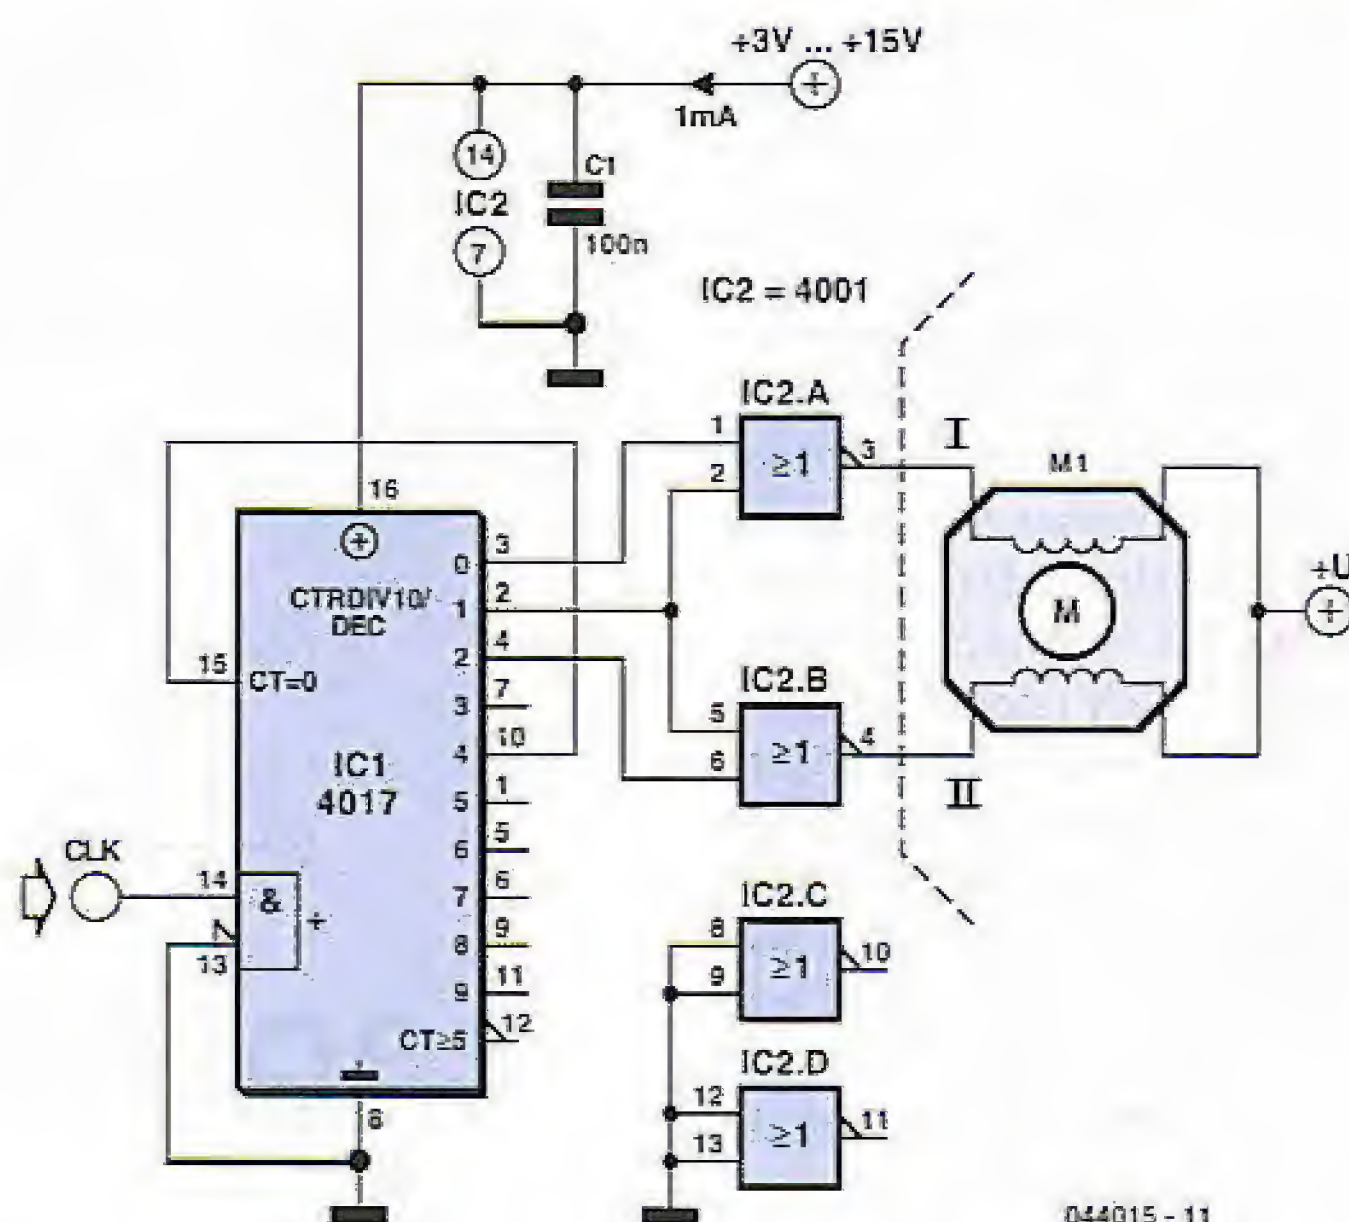 +3V ... +15V
1mA
14
IC2
7
C1
100n
IC2 = 4001
IC2.A
1
2
≥1
3
I
M1
M
+U
16
CTRDIV10/
DEC
15
CT=0
IC1
4017
0
3
1
2
2
4
3
7
4
10
5
1
6
5
7
6
8
9
9
11
CT≥5
12
IC2.B
5
6
≥1
4
II
CLK
14
&
+
13
8
IC2.C
8
9
≥1
10
IC2.D
12
13
≥1
11
044015 - 11